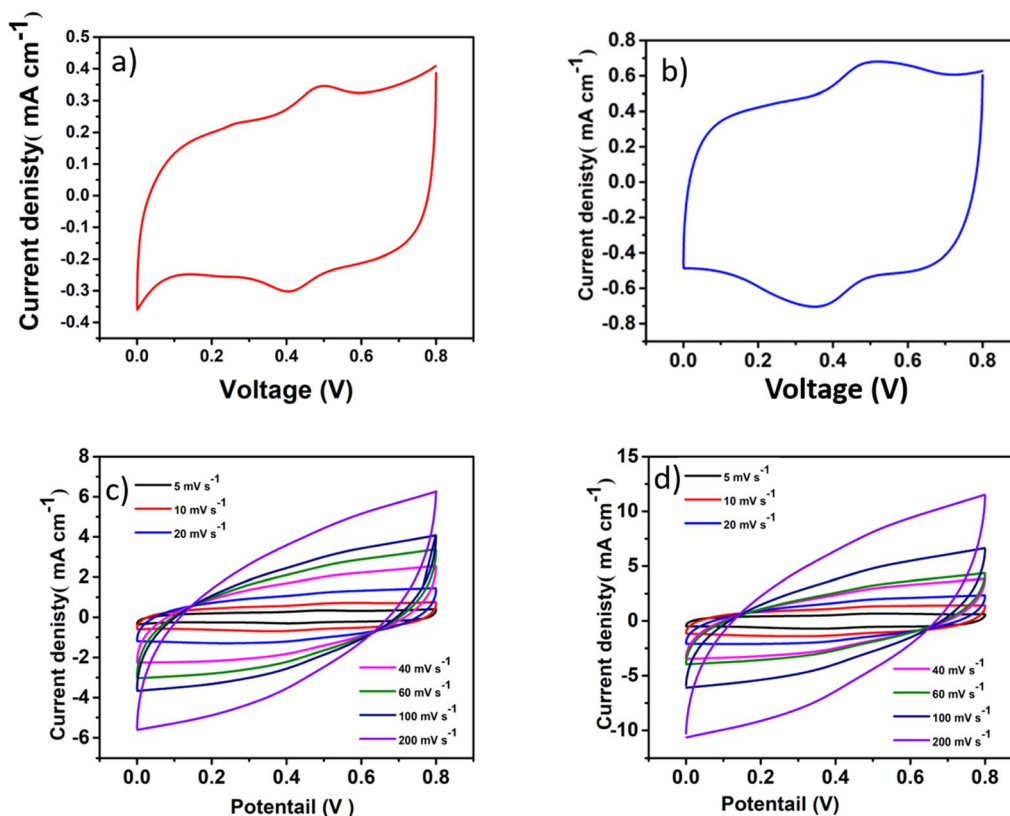 a)
Current denisty( mA cm⁻¹)
0.5
0.4
0.3
0.2
0.1
0.0
-0.1
-0.2
-0.3
-0.4
0.0 0.2 0.4 0.6 0.8
Voltage (V)
b)
Current denisty( mA cm⁻¹)
0.8
0.6
0.4
0.2
0.0
-0.2
-0.4
-0.6
-0.8
0.0 0.2 0.4 0.6 0.8
Voltage (V)
c)
Current denisty( mA cm⁻¹)
8
6
4
2
0
-2
-4
-6
5 mV s⁻¹
10 mV s⁻¹
20 mV s⁻¹
40 mV s⁻¹
60 mV s⁻¹
100 mV s⁻¹
200 mV s⁻¹
0.0 0.2 0.4 0.6 0.8
Potentail (V )
d)
Current denisty( mA cm⁻¹)
15
10
5
0
-5
-10
5 mV s⁻¹
10 mV s⁻¹
20 mV s⁻¹
40 mV s⁻¹
60 mV s⁻¹
100 mV s⁻¹
200 mV s⁻¹
0.0 0.2 0.4 0.6 0.8
Potentail (V)